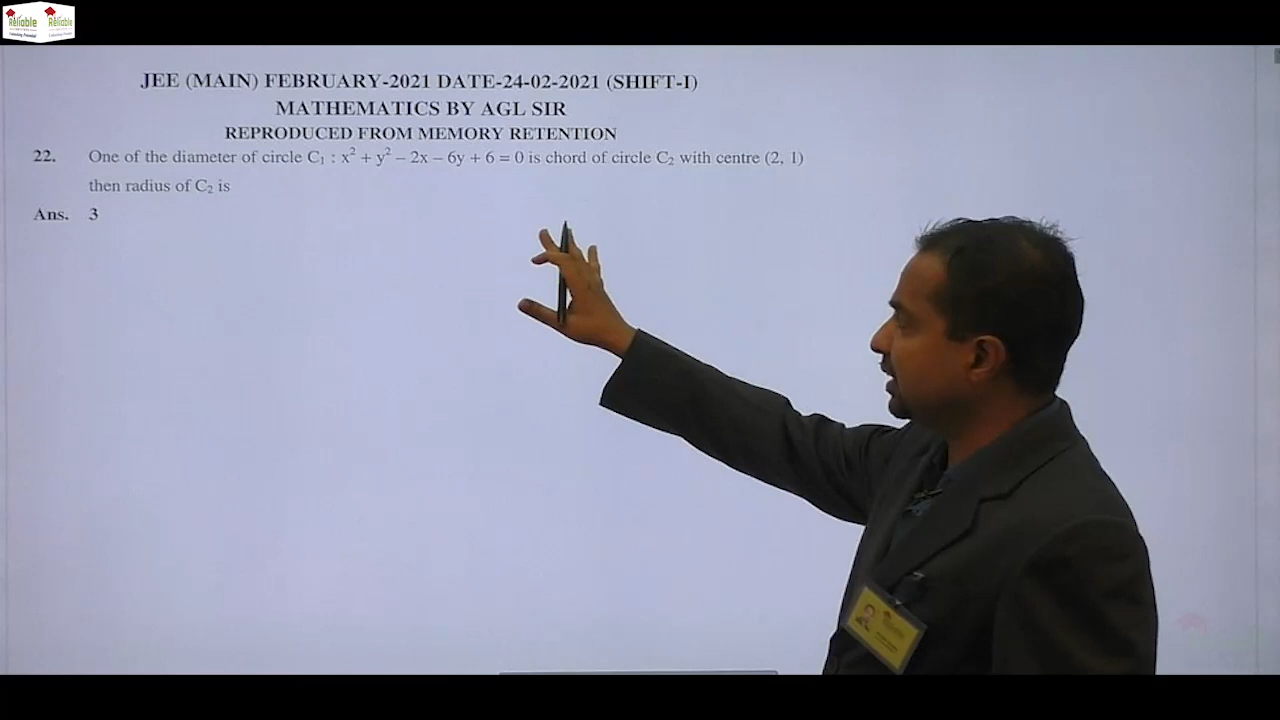 Reliable Reliable
JEE (MAIN) FEBRUARY-2021 DATE-24-02-2021 (SHIFT-I)
MATHEMATICS BY AGL SIR
REPRODUCED FROM MEMORY RETENTION
22. One of the diameter of circle C₁ : x² + y² – 2x – 6y + 6 = 0 is chord of circle C₂ with centre (2, 1)
then radius of C₂ is
Ans. 3